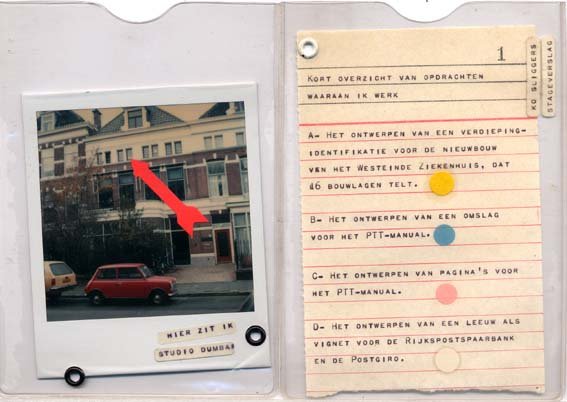 HIER ZIT IK
STUDIO DUMBAR
1
KO SLIGGERS
STAGEVERSLAG
KORT OVERZICHT VAN OPDRACHTEN
WAARAAN IK WERK
A- HET ONTWERPEN VAN EEN VERDIEPING-
IDENTIFIKATIE VOOR DE NIEUWBOUW
VAN HET WESTEINDE ZIEKENHUIS, DAT
16 BOUWLAGEN TELT.
B- HET ONTWERPEN VAN EEN OMSLAG
VOOR HET PTT-MANUAL.
C- HET ONTWERPEN VAN PAGINA'S VOOR
HET PTT-MANUAL.
D- HET ONTWERPEN VAN EEN LEEUW ALS
VIGNET VOOR DE RIJKSPOSTSPAARBANK
EN DE POSTGIRO.